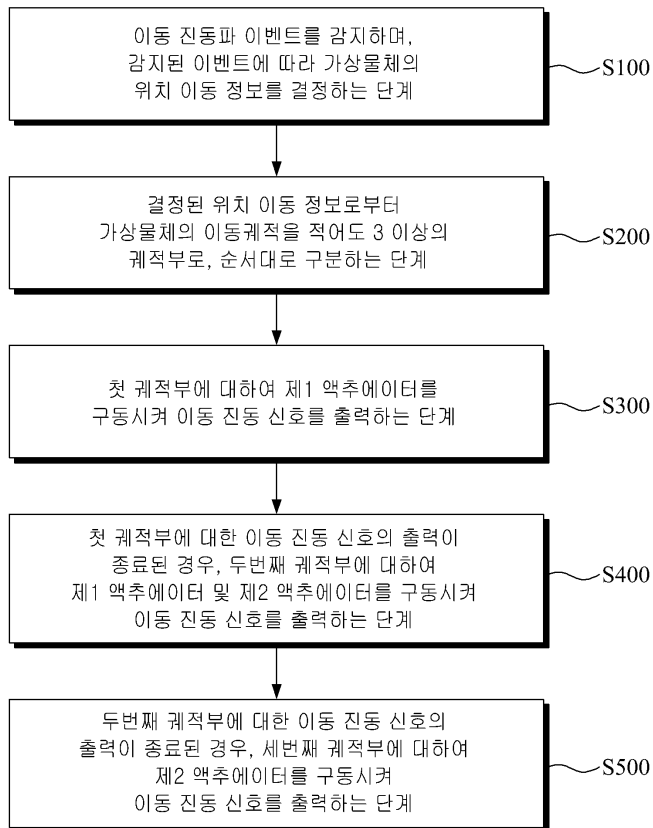 이동 진동파 이벤트를 감지하며,
감지된 이벤트에 따라 가상물체의
위치 이동 정보를 결정하는 단계
S100
결정된 위치 이동 정보로부터
가상물체의 이동궤적을 적어도 3 이상의
궤적부로, 순서대로 구분하는 단계
S200
첫 궤적부에 대하여 제1 액추에이터를
구동시켜 이동 진동 신호를 출력하는 단계
S300
첫 궤적부에 대한 이동 진동 신호의 출력이
종료된 경우, 두번째 궤적부에 대하여
제1 액추에이터 및 제2 액추에이터를 구동시켜
이동 진동 신호를 출력하는 단계
S400
두번째 궤적부에 대한 이동 진동 신호의
출력이 종료된 경우, 세번째 궤적부에 대하여
제2 액추에이터를 구동시켜
이동 진동 신호를 출력하는 단계
S500